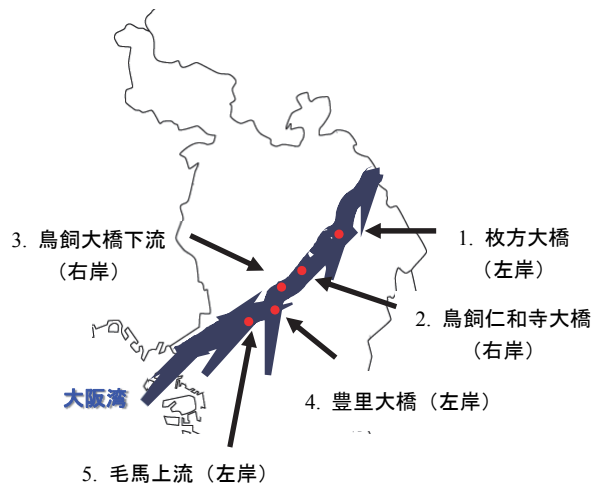 3. 鳥飼大橋下流
（右岸）
1. 枚方大橋
（左岸）
2. 鳥飼仁和寺大橋
（右岸）
大阪湾
4. 豊里大橋（左岸）
5. 毛馬上流（左岸）